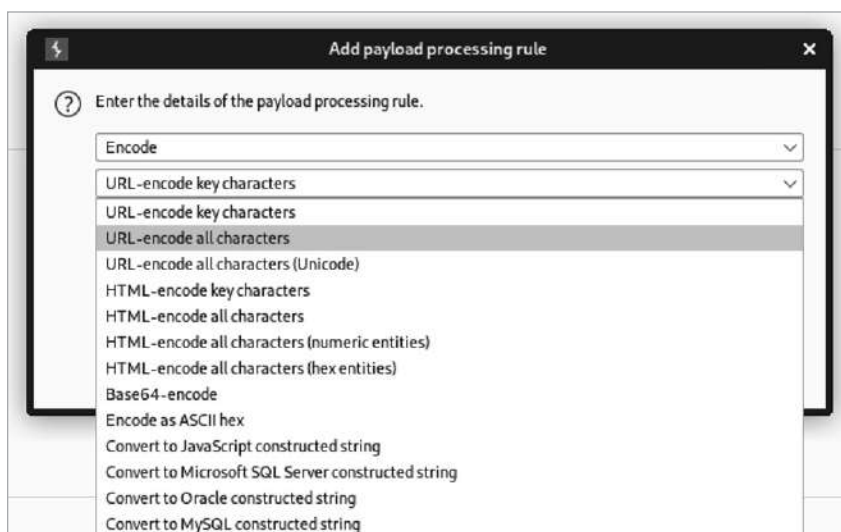 Add payload processing rule
Enter the details of the payload processing rule.
Encode
URL-encode key characters
URL-encode key characters
URL-encode all characters
URL-encode all characters (Unicode)
HTML-encode key characters
HTML-encode all characters
HTML-encode all characters (numeric entities)
HTML-encode all characters (hex entities)
Base64-encode
Encode as ASCII hex
Convert to JavaScript constructed string
Convert to Microsoft SQL Server constructed string
Convert to Oracle constructed string
Convert to MySQL constructed string